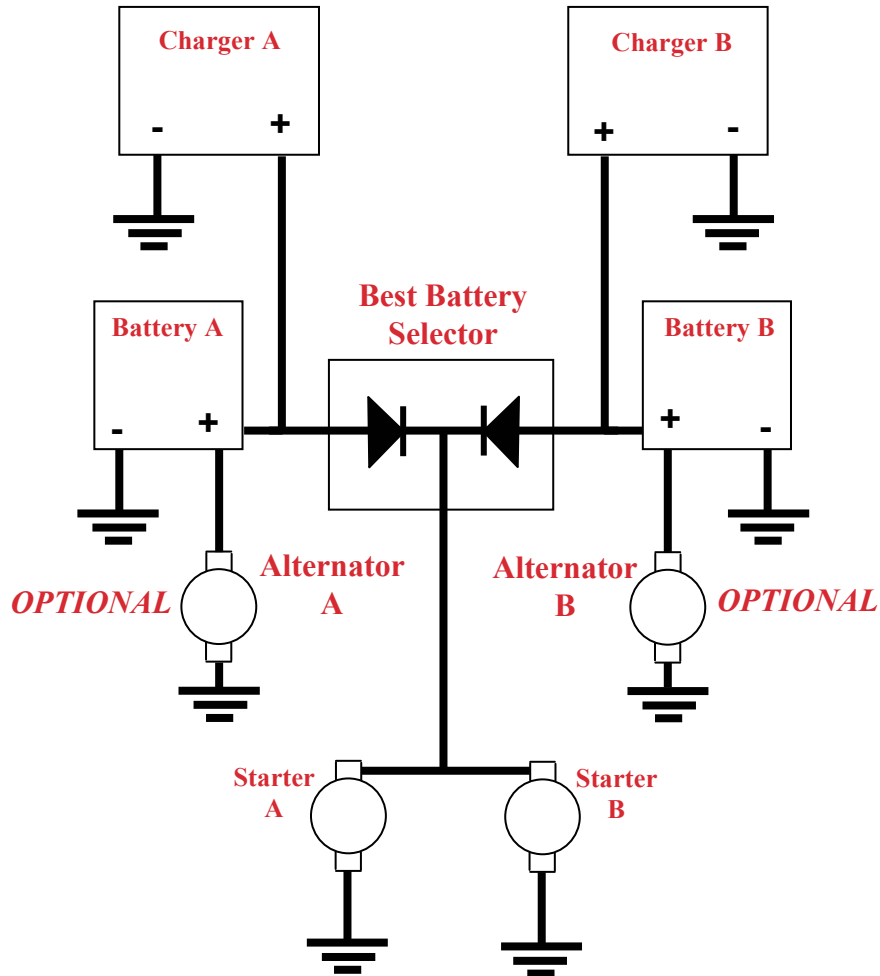 Charger A
- +
Charger B
+ -
Best Battery
Selector
Battery A
- +
Battery B
+ -
OPTIONAL
Alternator
A
Alternator
B
OPTIONAL
Starter
A
Starter
B